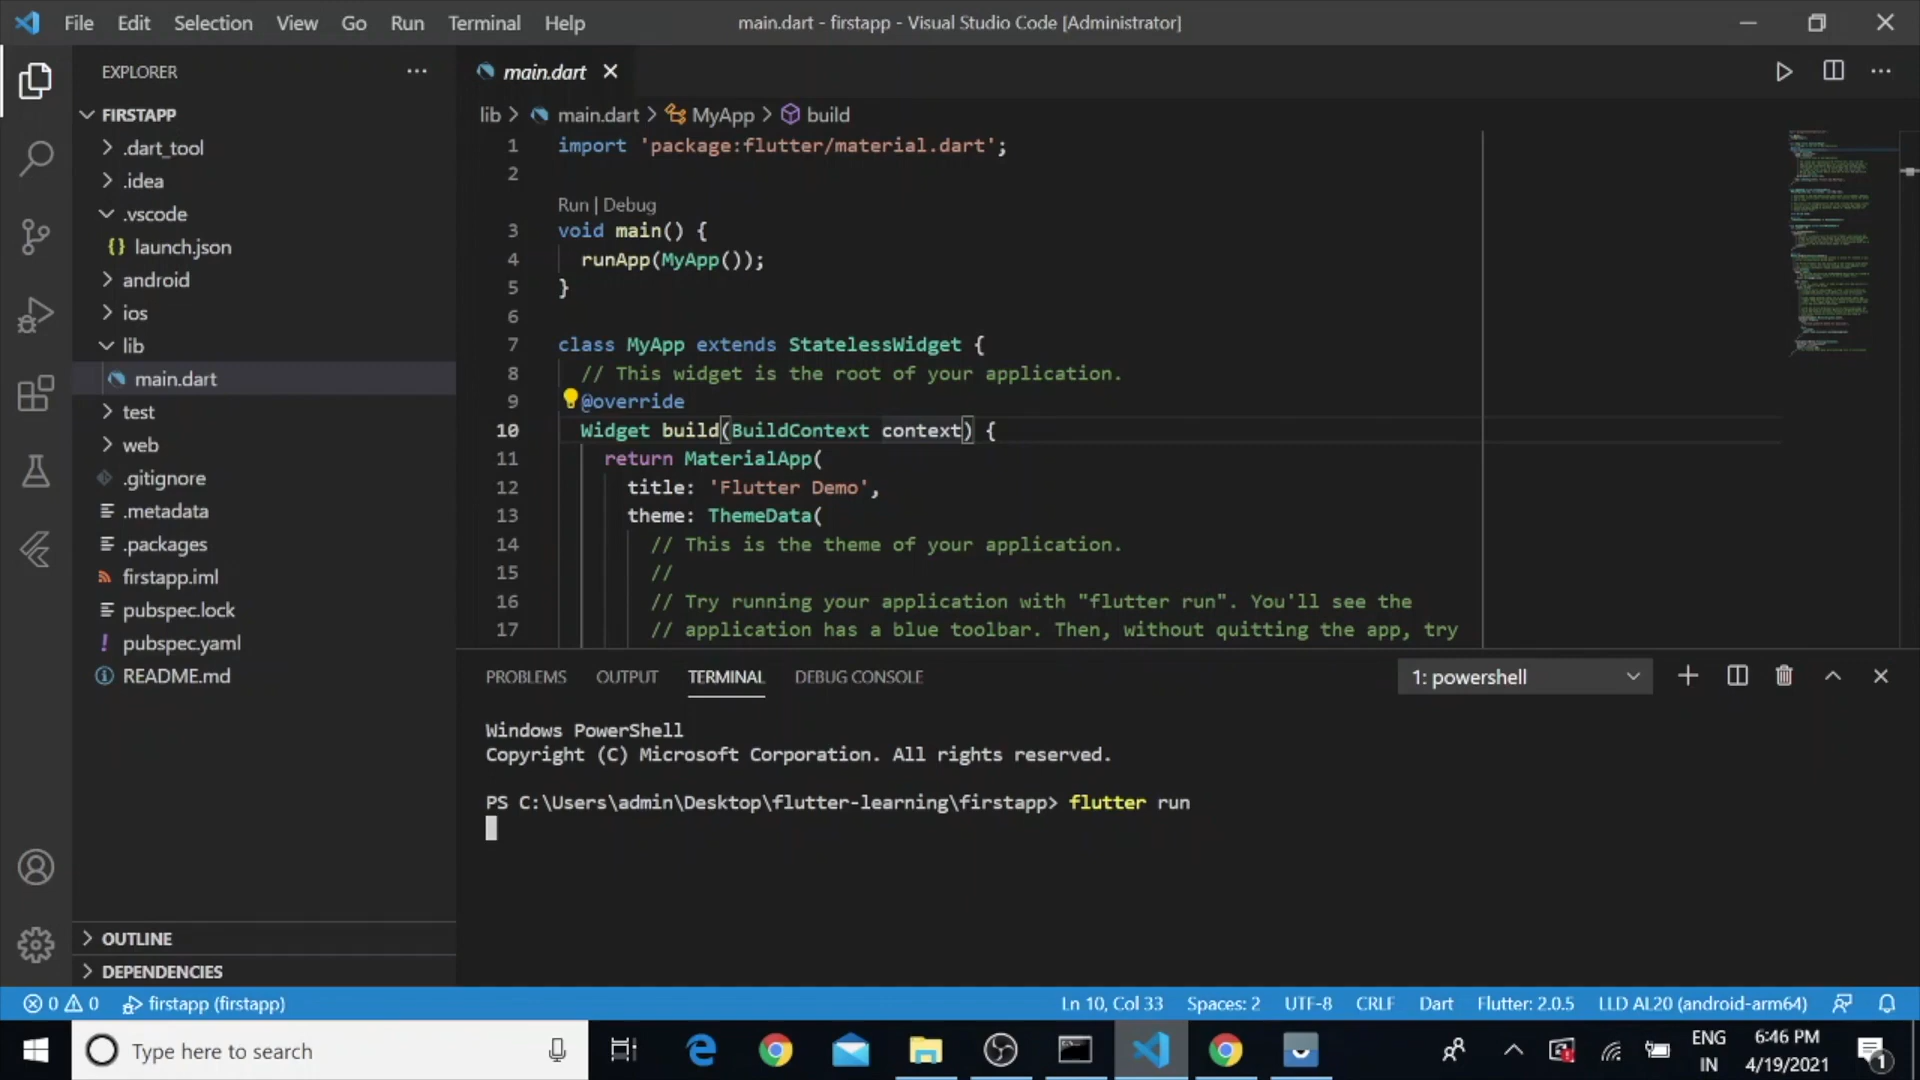 File Edit Selection View Go Run Terminal Help
main.dart - firstapp - Visual Studio Code [Administrator]
EXPLORER
FIRSTAPP
.dart_tool
.idea
.vscode
{} launch.json
android
ios
lib
main.dart
test
web
.gitignore
.metadata
.packages
firstapp.iml
pubspec.lock
! pubspec.yaml
README.md
OUTLINE
DEPENDENCIES
main.dart
lib > main.dart > MyApp > build
1 import 'package:flutter/material.dart';
2
Run | Debug
3 void main() {
4 runApp(MyApp());
5 }
6
7 class MyApp extends StatelessWidget {
8 // This widget is the root of your application.
9 @override
10 Widget build(BuildContext context) {
11 return MaterialApp(
12 title: 'Flutter Demo',
13 theme: ThemeData(
14 // This is the theme of your application.
15 //
16 // Try running your application with "flutter run". You'll see the
17 // application has a blue toolbar. Then, without quitting the app, try
PROBLEMS OUTPUT TERMINAL DEBUG CONSOLE
1: powershell
Windows PowerShell
Copyright (C) Microsoft Corporation. All rights reserved.
PS C:\Users\admin\Desktop\flutter-learning\firstapp> flutter run
0 0 firstapp (firstapp)
Ln 10, Col 33 Spaces: 2 UTF-8 CRLF Dart Flutter: 2.0.5 LLD AL20 (android-arm64)
Type here to search
ENG
IN
6:46 PM
4/19/2021
1